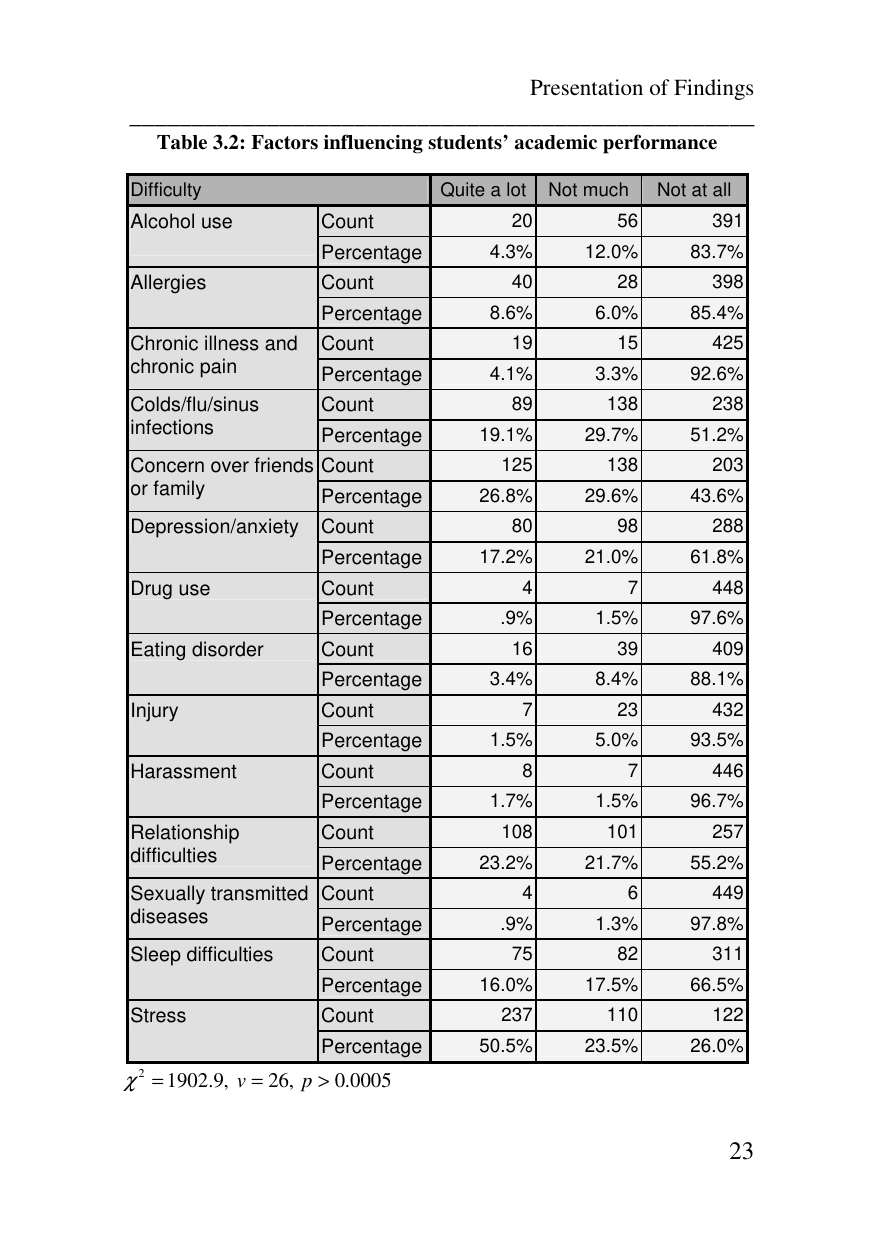 Presentation of Findings
Table 3.2: Factors influencing students’ academic performance
Difficulty Quite a lot Not much Not at all
Alcohol use Count 20 56 391
Percentage 4.3% 12.0% 83.7%
Allergies Count 40 28 398
Percentage 8.6% 6.0% 85.4%
Chronic illness and Count 19 15 425
chronic pain Percentage 4.1% 3.3% 92.6%
Colds/flu/sinus Count 89 138 238
infections Percentage 19.1% 29.7% 51.2%
Concern over friends Count 125 138 203
or family Percentage 26.8% 29.6% 43.6%
Depression/anxiety Count 80 98 288
Percentage 17.2% 21.0% 61.8%
Drug use Count 4 7 448
Percentage .9% 1.5% 97.6%
Eating disorder Count 16 39 409
Percentage 3.4% 8.4% 88.1%
Injury Count 7 23 432
Percentage 1.5% 5.0% 93.5%
Harassment Count 8 7 446
Percentage 1.7% 1.5% 96.7%
Relationship Count 108 101 257
difficulties Percentage 23.2% 21.7% 55.2%
Sexually transmitted Count 4 6 449
diseases Percentage .9% 1.3% 97.8%
Sleep difficulties Count 75 82 311
Percentage 16.0% 17.5% 66.5%
Stress Count 237 110 122
Percentage 50.5% 23.5% 26.0%
χ² = 1902.9, v = 26, p > 0.0005
23